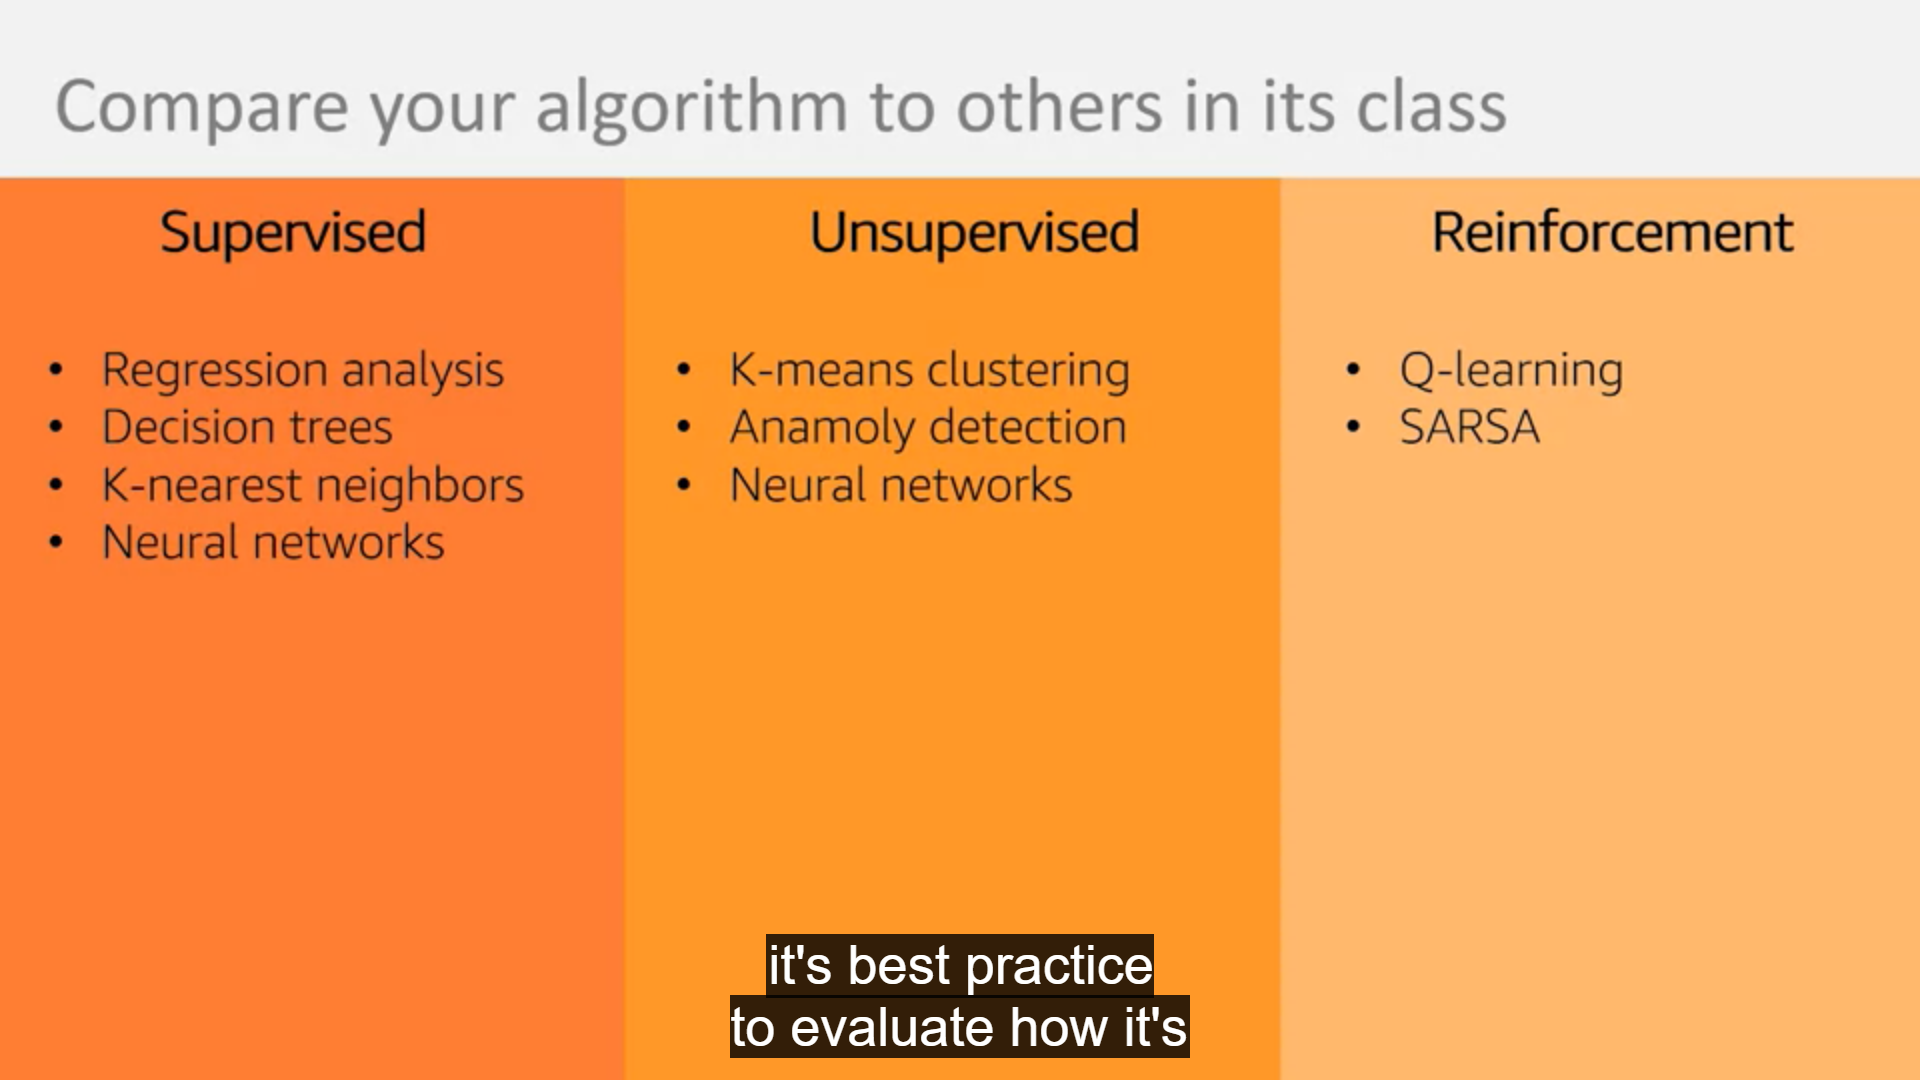 Compare your algorithm to others in its class
Supervised
• Regression analysis
• Decision trees
• K-nearest neighbors
• Neural networks
Unsupervised
• K-means clustering
• Anamoly detection
• Neural networks
Reinforcement
• Q-learning
• SARSA
it's best practice
to evaluate how it's